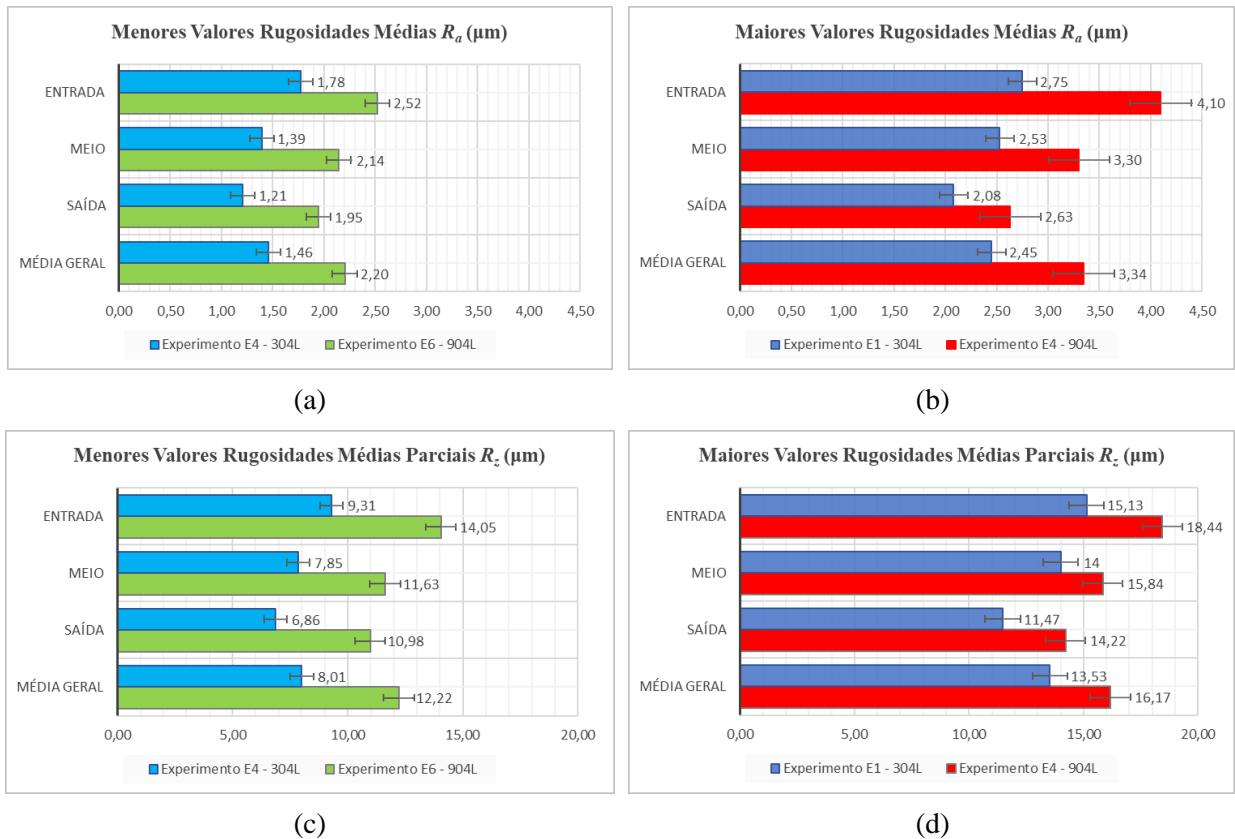 Menores Valores Rugosidades Médias Ra (µm)
ENTRADA
1,78
2,52
MEIO
1,39
2,14
SAÍDA
1,21
1,95
MÉDIA GERAL
1,46
2,20
0,00 0,50 1,00 1,50 2,00 2,50 3,00 3,50 4,00 4,50
Experimento E4 - 304L Experimento E6 - 904L
(a)
Maiores Valores Rugosidades Médias Ra (µm)
ENTRADA
2,75
4,10
MEIO
2,53
3,30
SAÍDA
2,08
2,63
MÉDIA GERAL
2,45
3,34
0,00 0,50 1,00 1,50 2,00 2,50 3,00 3,50 4,00 4,50
Experimento E1 - 304L Experimento E4 - 904L
(b)
Menores Valores Rugosidades Médias Parciais Rz (µm)
ENTRADA
9,31
14,05
MEIO
7,85
11,63
SAÍDA
6,86
10,98
MÉDIA GERAL
8,01
12,22
0,00 5,00 10,00 15,00 20,00
Experimento E4 - 304L Experimento E6 - 904L
(c)
Maiores Valores Rugosidades Médias Parciais Rz (µm)
ENTRADA
15,13
18,44
MEIO
14
15,84
SAÍDA
11,47
14,22
MÉDIA GERAL
13,53
16,17
0,00 5,00 10,00 15,00 20,00
Experimento E1 - 304L Experimento E4 - 904L
(d)